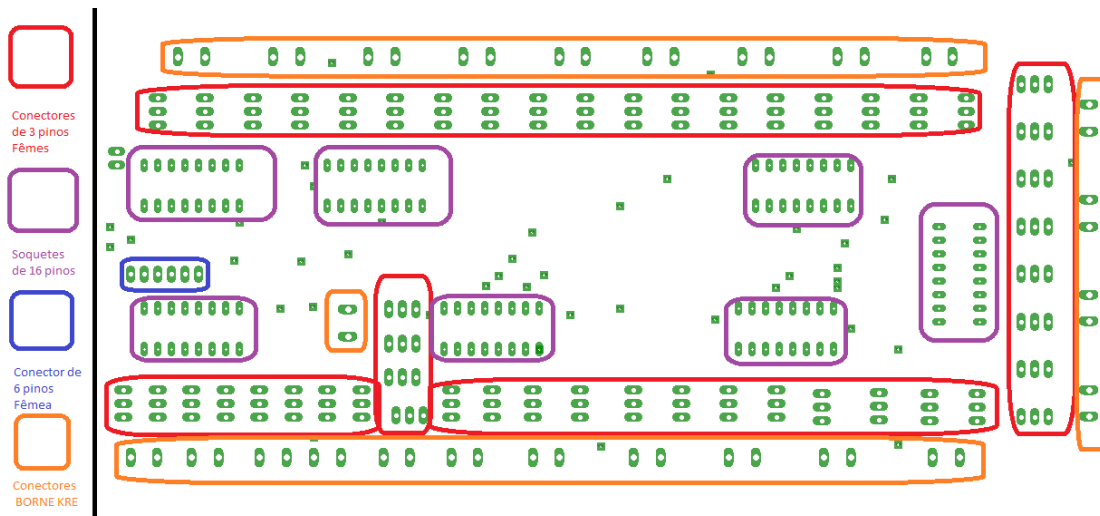 Conectores
de 3 pinos
Fêmes
Soquetes
de 16 pinos
Conector de
6 pinos
Fêmea
Conectores
BORNE KRE